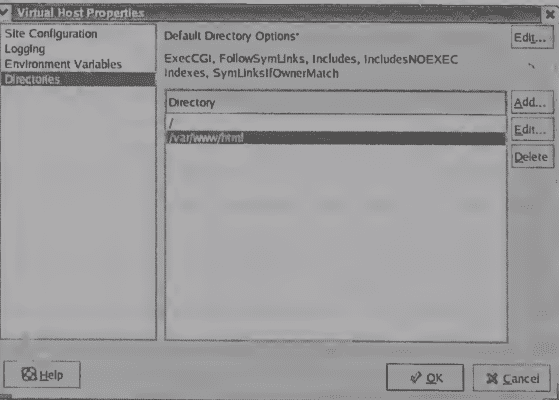 Virtual Host Properties
Site Configuration
Logging
Environment Variables
Directories
Default Directory Options:
Edit...
ExecCGI, FollowSymLinks, Includes, IncludesNOEXEC
Indexes, SymLinksIfOwnerMatch
Directory
/
/var/www/html
Add...
Edit...
Delete
Help
OK
Cancel